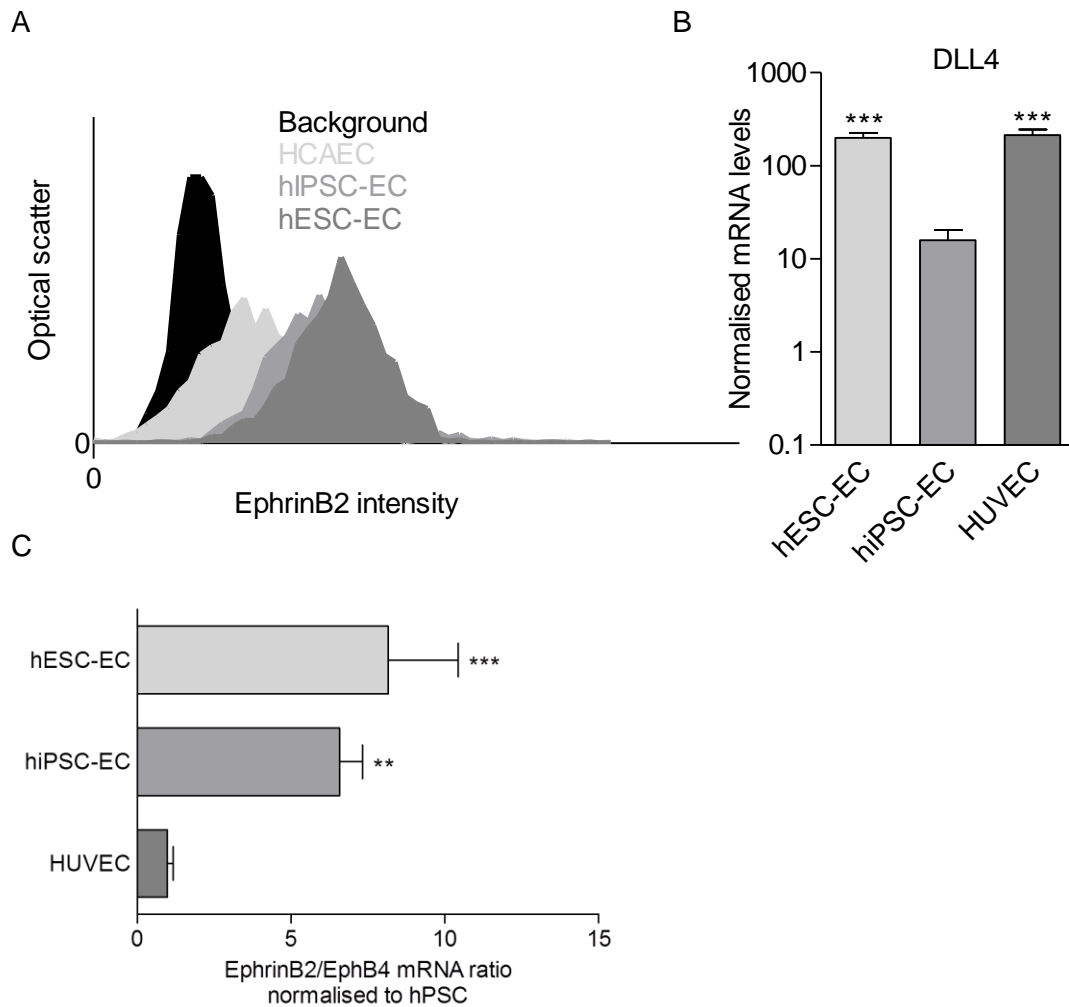 A
Background
HCAEC
hIPSC-EC
hESC-EC
Optical scatter
0
0
EphrinB2 intensity
B
DLL4
Normalised mRNA levels
1000
100
10
1
0.1
***
***
hESC-EC
hiPSC-EC
HUVEC
C
hESC-EC
***
hiPSC-EC
**
HUVEC
0 5 10 15
EphrinB2/EphB4 mRNA ratio
normalised to hPSC